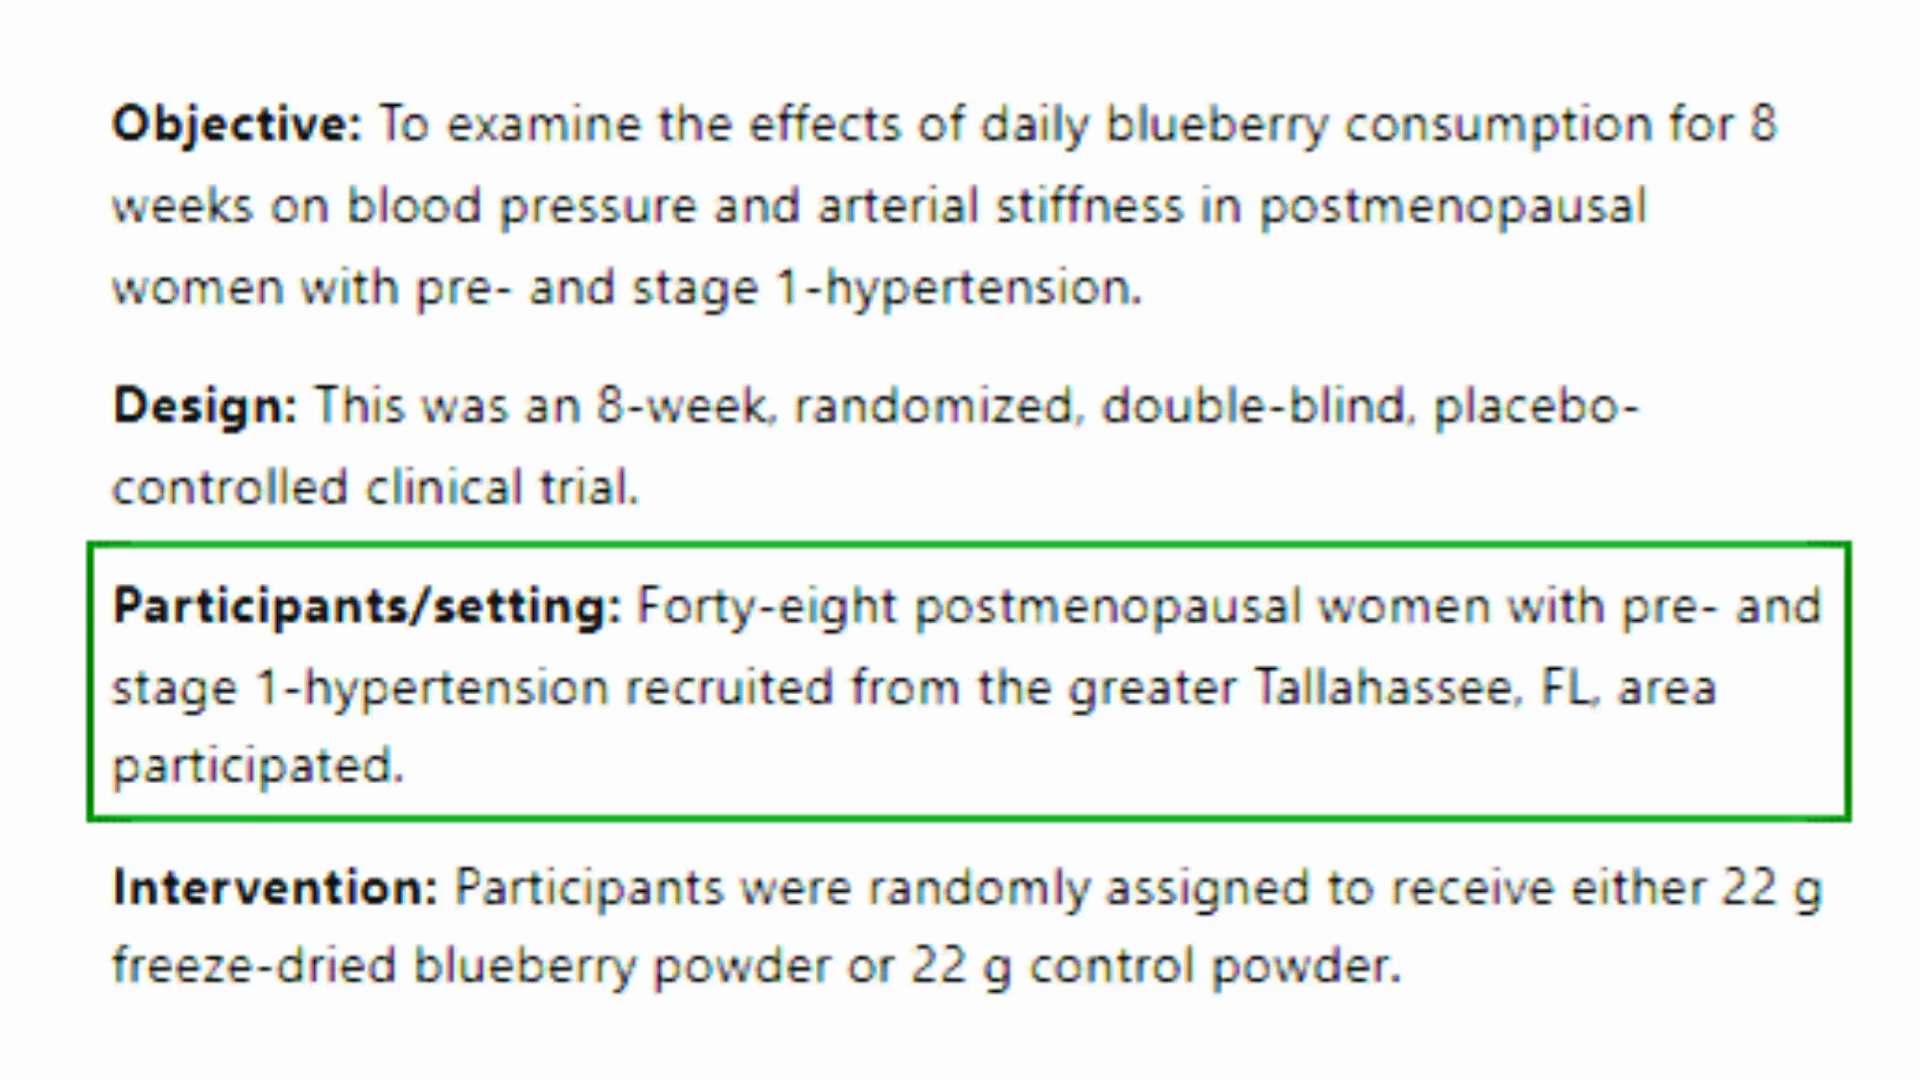 Objective: To examine the effects of daily blueberry consumption for 8
weeks on blood pressure and arterial stiffness in postmenopausal
women with pre- and stage 1-hypertension.
Design: This was an 8-week, randomized, double-blind, placebo-
controlled clinical trial.
Participants/setting: Forty-eight postmenopausal women with pre- and
stage 1-hypertension recruited from the greater Tallahassee, FL, area
participated.
Intervention: Participants were randomly assigned to receive either 22 g
freeze-dried blueberry powder or 22 g control powder.